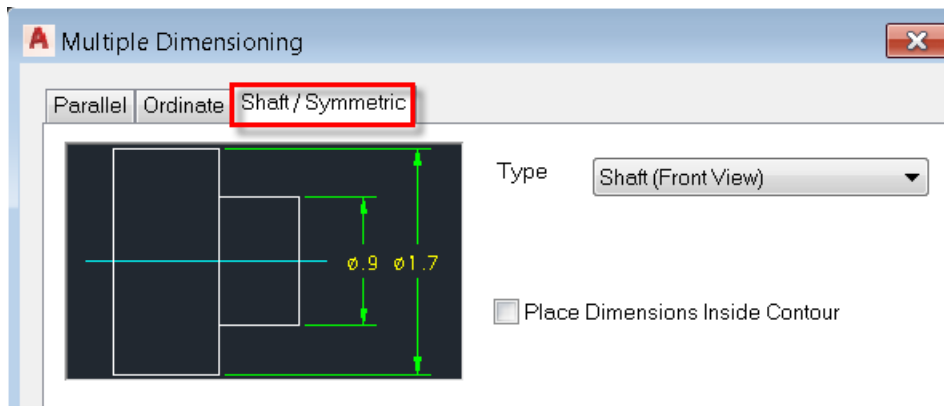 A Multiple Dimensioning
Parallel Ordinate Shaft / Symmetric
Type Shaft (Front View)
ø.9 ø1.7
Place Dimensions Inside Contour